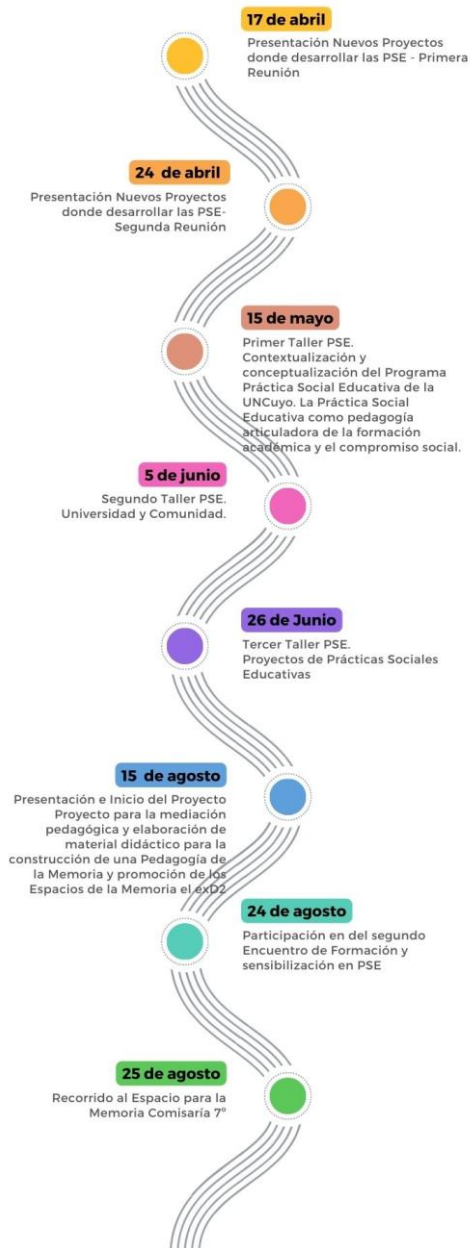 17 de abril
Presentación Nuevos Proyectos
donde desarrollar las PSE - Primera
Reunión
24 de abril
Presentación Nuevos Proyectos
donde desarrollar las PSE-
Segunda Reunión
15 de mayo
Primer Taller PSE.
Contextualización y
conceptualización del Programa
Práctica Social Educativa de la
UNCuyo. La Práctica Social
Educativa como pedagogía
articuladora de la formación
académica y el compromiso social.
5 de junio
Segundo Taller PSE.
Universidad y Comunidad.
26 de Junio
Tercer Taller PSE.
Proyectos de Prácticas Sociales
Educativas
15 de agosto
Presentación e Inicio del Proyecto
Proyecto para la mediación
pedagógica y elaboración de
material didáctico para la
construcción de una Pedagogía de
la Memoria y promoción de los
Espacios de la Memoria el exD2
24 de agosto
Participación en del segundo
Encuentro de Formación y
sensibilización en PSE
25 de agosto
Recorrido al Espacio para la
Memoria Comisaría 7º